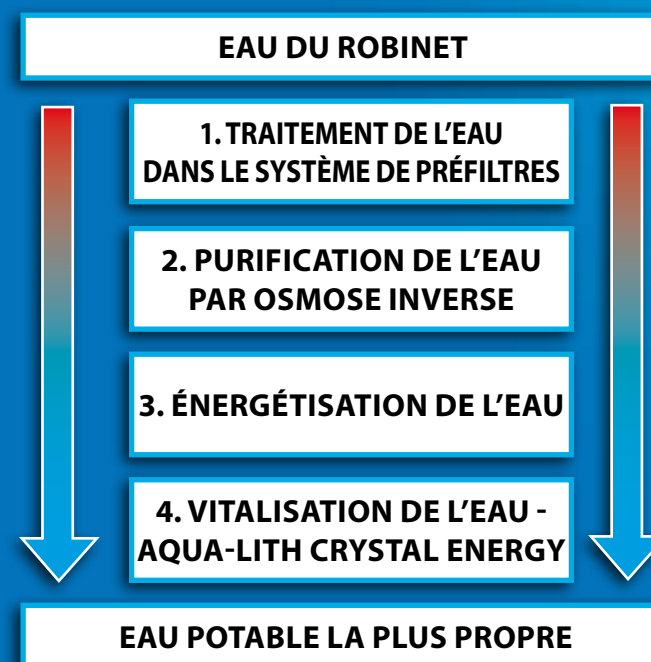 EAU DU ROBINET
1. TRAITEMENT DE L’EAU
DANS LE SYSTÈME DE PRÉFILTRES
2. PURIFICATION DE L’EAU
PAR OSMOSE INVERSE
3. ÉNERGÉTISATION DE L’EAU
4. VITALISATION DE L’EAU -
AQUA-LITH CRYSTAL ENERGY
EAU POTABLE LA PLUS PROPRE